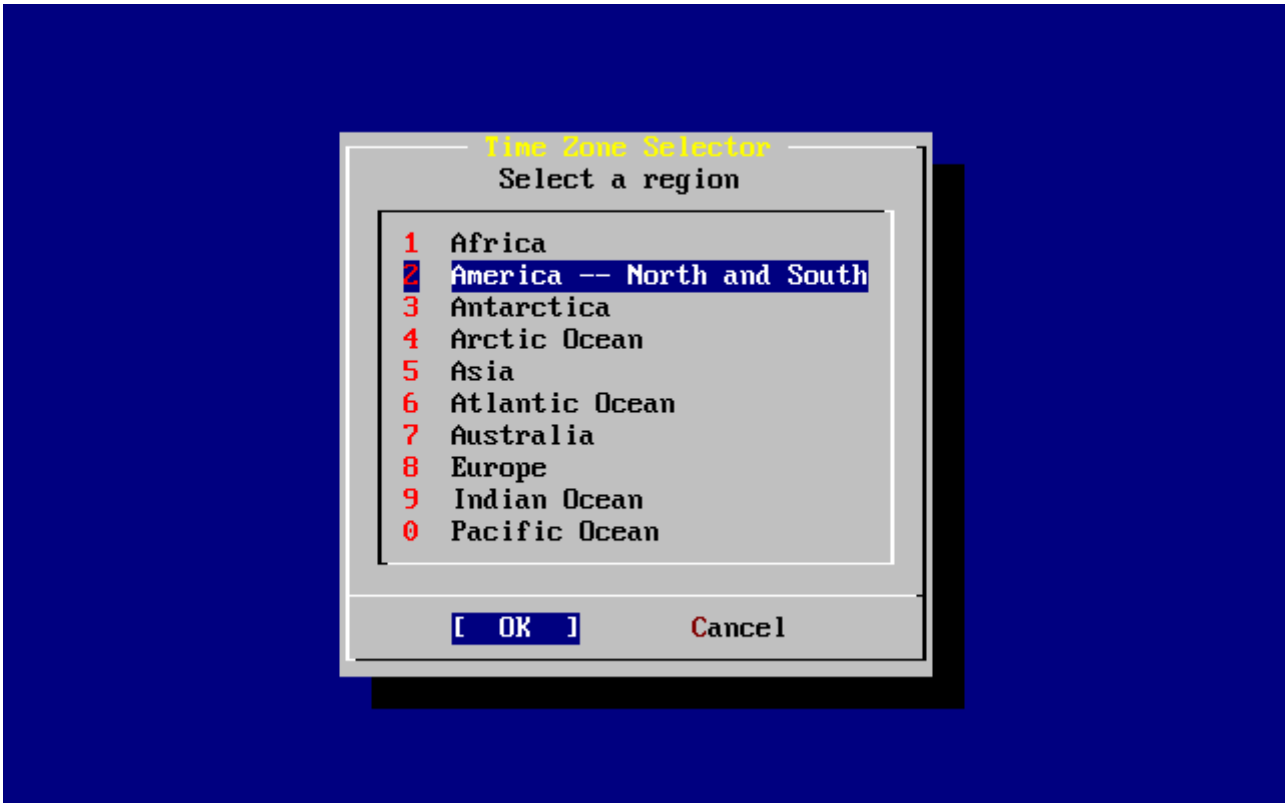 Time Zone Selector
Select a region
1 Africa
2 America -- North and South
3 Antarctica
4 Arctic Ocean
5 Asia
6 Atlantic Ocean
7 Australia
8 Europe
9 Indian Ocean
0 Pacific Ocean
[ OK ] Cancel